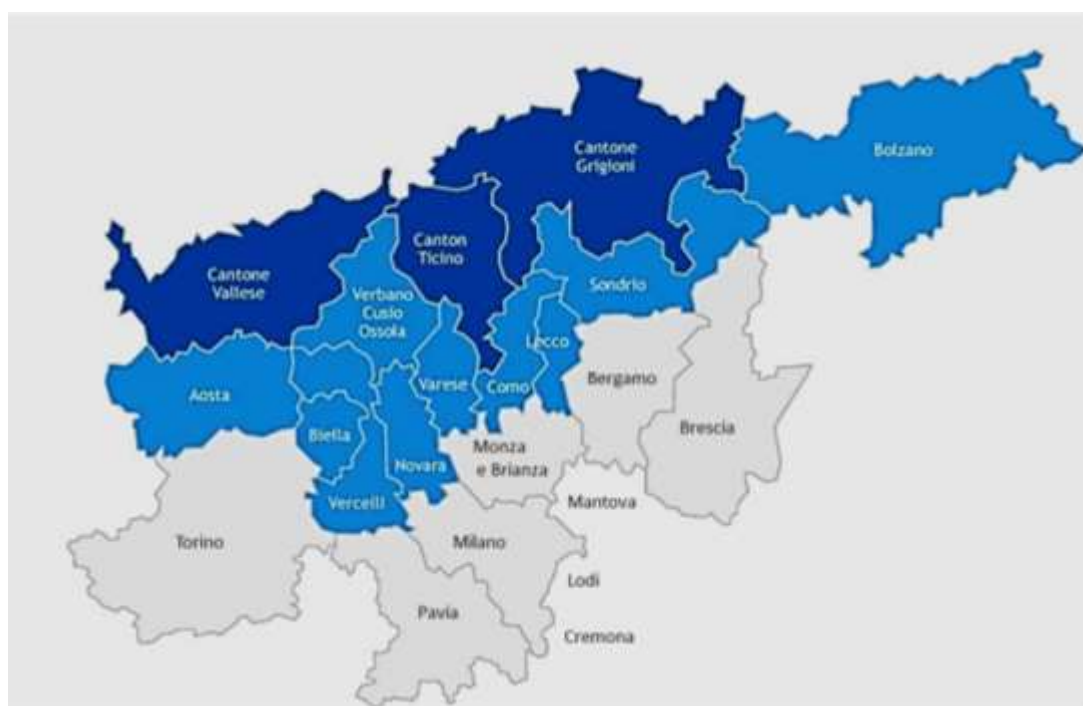 Cantone
Grigioni
Bolzano
Canton
Ticino
Cantone
Vallese
Sondrio
Verbano
Cusio
Ossola
Lecco
Varese
Como
Bergamo
Aosta
Brescia
Biella
Monza
e Brianza
Novara
Vercelli
Mantova
Torino
Milano
Lodi
Pavia
Cremona